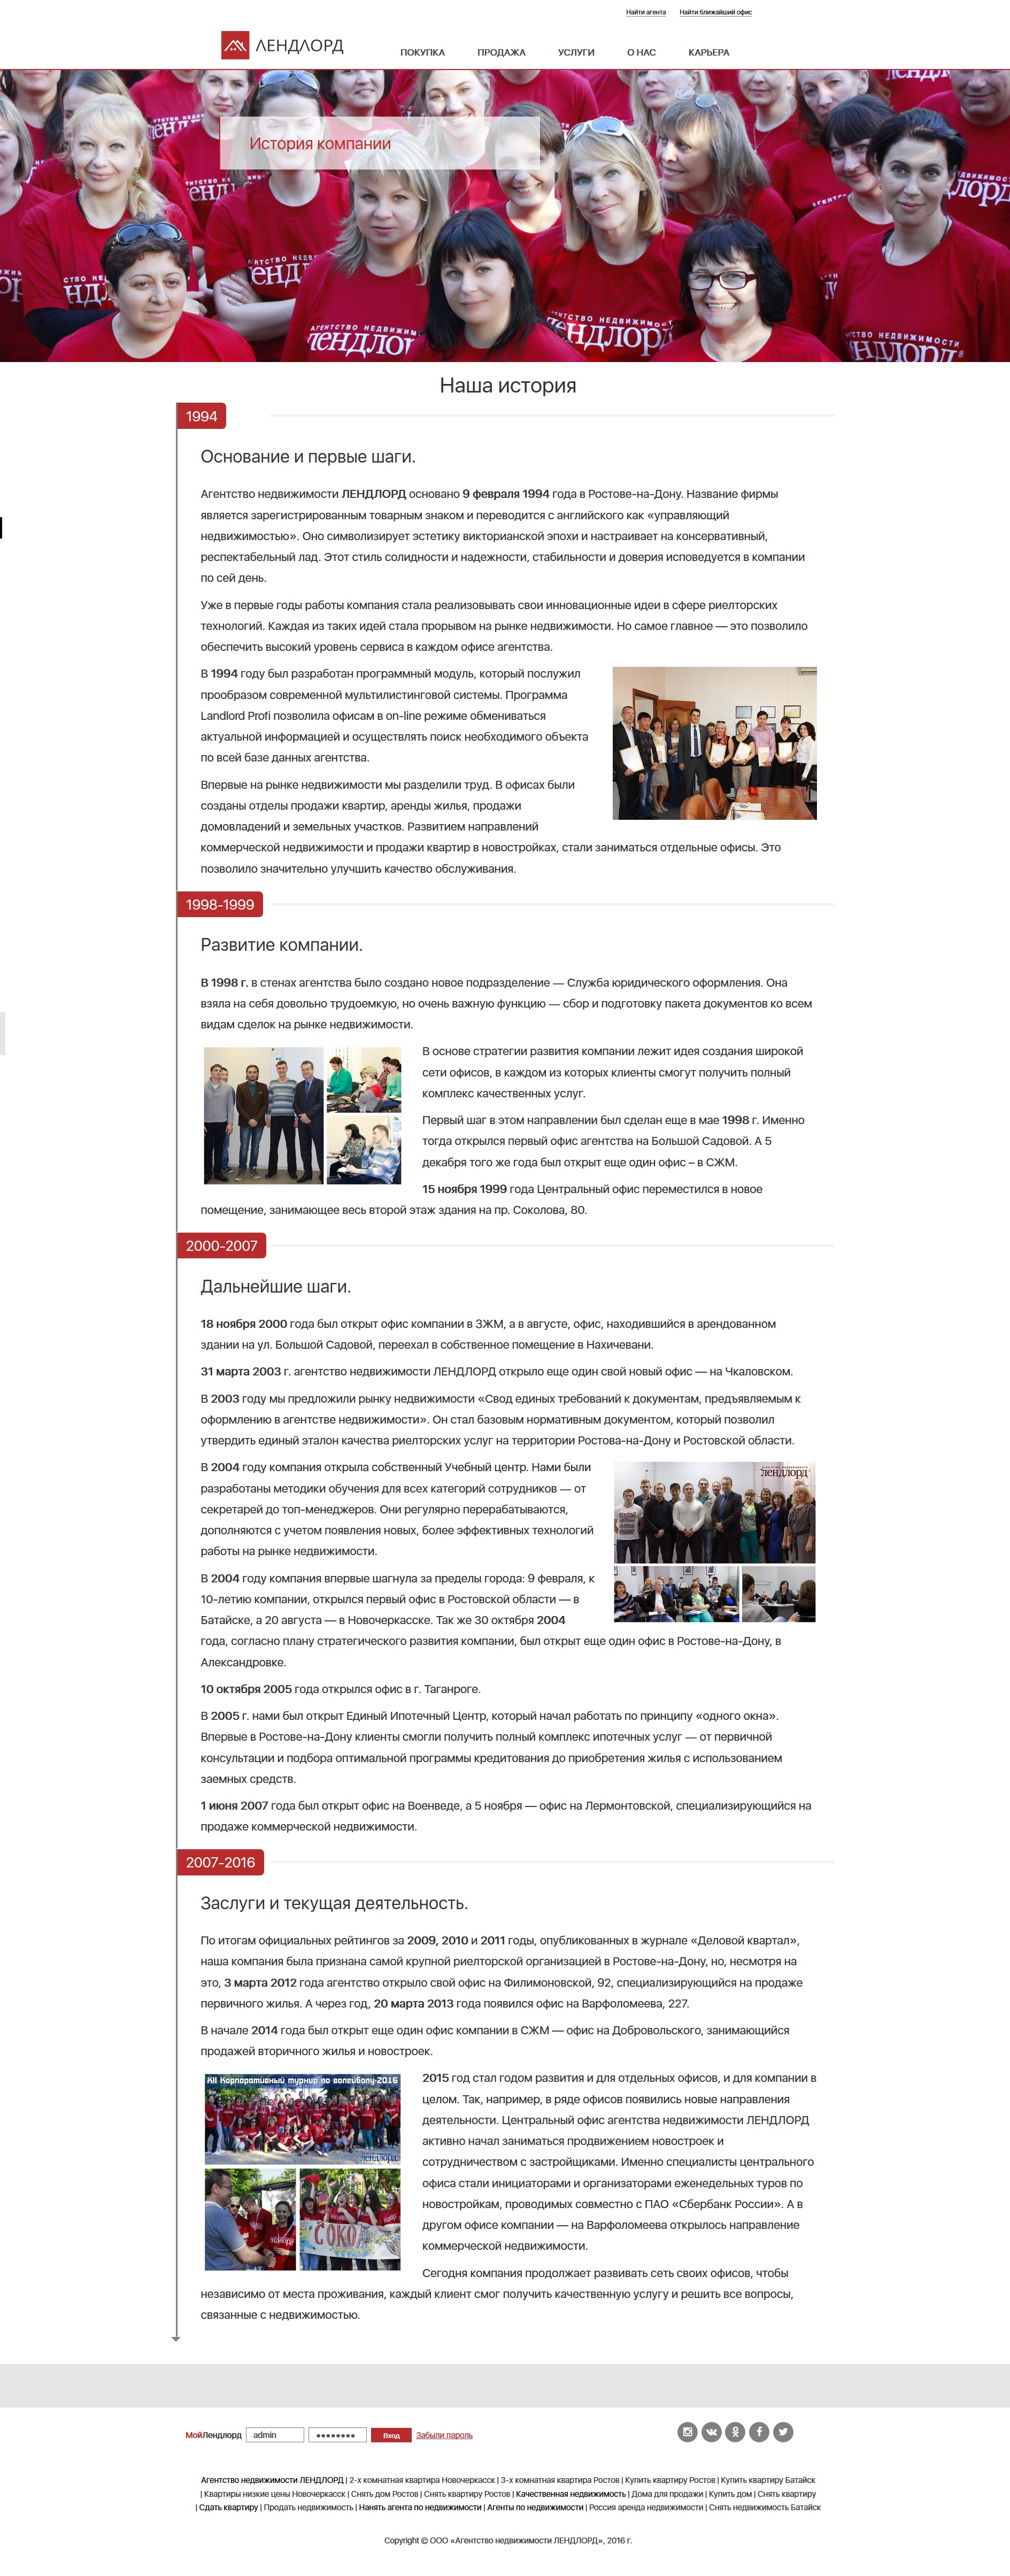 Найти агента Найти ближайший офис
ЛЕНДЛОРД
ПОКУПКА ПРОДАЖА УСЛУГИ О НАС КАРЬЕРА
История компании
АГЕНТСТВО НЕДВИЖИМ
ЛЕНДЛОРД
Наша история
1994
Основание и первые шаги.
Агентство недвижимости ЛЕНДЛОРД основано 9 февраля 1994 года в Ростове-на-Дону. Название фирмы
является зарегистрированным товарным знаком и переводится с английского как «управляющий
недвижимостью». Оно символизирует эстетику викторианской эпохи и настраивает на консервативный,
респектабельный лад. Этот стиль солидности и надежности, стабильности и доверия исповедуется в компании
по сей день.
Уже в первые годы работы компания стала реализовывать свои инновационные идеи в сфере риелторских
технологий. Каждая из таких идей стала прорывом на рынке недвижимости. Но самое главное — это позволило
обеспечить высокий уровень сервиса в каждом офисе агентства.
В 1994 году был разработан программный модуль, который послужил
прообразом современной мультилистинговой системы. Программа
Landlord Profi позволила офисам в on-line режиме обмениваться
актуальной информацией и осуществлять поиск необходимого объекта
по всей базе данных агентства.
Впервые на рынке недвижимости мы разделили труд. В офисах были
созданы отделы продажи квартир, аренды жилья, продажи
домовладений и земельных участков. Развитием направлений
коммерческой недвижимости и продажи квартир в новостройках, стали заниматься отдельные офисы. Это
позволило значительно улучшить качество обслуживания.
1998-1999
Развитие компании.
В 1998 г. в стенах агентства было создано новое подразделение — Служба юридического оформления. Она
взяла на себя довольно трудоемкую, но очень важную функцию — сбор и подготовку пакета документов ко всем
видам сделок на рынке недвижимости.
В основе стратегии развития компании лежит идея создания широкой
сети офисов, в каждом из которых клиенты смогут получить полный
комплекс качественных услуг.
Первый шаг в этом направлении был сделан еще в мае 1998 г. Именно
тогда открылся первый офис агентства на Большой Садовой. А 5
декабря того же года был открыт еще один офис – в СЖМ.
15 ноября 1999 года Центральный офис переместился в новое
помещение, занимающее весь второй этаж здания на пр. Соколова, 80.
2000-2007
Дальнейшие шаги.
18 ноября 2000 года был открыт офис компании в ЗЖМ, а в августе, офис, находившийся в арендованном
здании на ул. Большой Садовой, переехал в собственное помещение в Нахичевани.
31 марта 2003 г. агентство недвижимости ЛЕНДЛОРД открыло еще один свой новый офис — на Чкаловском.
В 2003 году мы предложили рынку недвижимости «Свод единых требований к документам, предъявляемым к
оформлению в агентстве недвижимости». Он стал базовым нормативным документом, который позволил
утвердить единый эталон качества риелторских услуг на территории Ростова-на-Дону и Ростовской области.
В 2004 году компания открыла собственный Учебный центр. Нами были
разработаны методики обучения для всех категорий сотрудников — от
секретарей до топ-менеджеров. Они регулярно перерабатываются,
дополняются с учетом появления новых, более эффективных технологий
работы на рынке недвижимости.
лендлорд
В 2004 году компания впервые шагнула за пределы города: 9 февраля, к
10-летию компании, открылся первый офис в Ростовской области — в
Батайске, а 20 августа — в Новочеркасске. Так же 30 октября 2004
года, согласно плану стратегического развития компании, был открыт еще один офис в Ростове-на-Дону, в
Александровке.
10 октября 2005 года открылся офис в г. Таганроге.
В 2005 г. нами был открыт Единый Ипотечный Центр, который начал работать по принципу «одного окна».
Впервые в Ростове-на-Дону клиенты смогли получить полный комплекс ипотечных услуг — от первичной
консультации и подбора оптимальной программы кредитования до приобретения жилья с использованием
заемных средств.
1 июня 2007 года был открыт офис на Военведе, а 5 ноября — офис на Лермонтовской, специализирующийся на
продаже коммерческой недвижимости.
2007-2016
Заслуги и текущая деятельность.
По итогам официальных рейтингов за 2009, 2010 и 2011 годы, опубликованных в журнале «Деловой квартал»,
наша компания была признана самой крупной риелторской организацией в Ростове-на-Дону, но, несмотря на
это, 3 марта 2012 года агентство открыло свой офис на Филимоновской, 92, специализирующийся на продаже
первичного жилья. А через год, 20 марта 2013 года появился офис на Варфоломеева, 227.
В начале 2014 года был открыт еще один офис компании в СЖМ — офис на Добровольского, занимающийся
продажей вторичного жилья и новостроек.
XII Корпоративный турнир по волейболу-2016
лендлорд
СОКОЛ
2015 год стал годом развития и для отдельных офисов, и для компании в
целом. Так, например, в ряде офисов появились новые направления
деятельности. Центральный офис агентства недвижимости ЛЕНДЛОРД
активно начал заниматься продвижением новостроек и
сотрудничеством с застройщиками. Именно специалисты центрального
офиса стали инициаторами и организаторами еженедельных туров по
новостройкам, проводимых совместно с ПАО «Сбербанк России». А в
другом офисе компании — на Варфоломеева открылось направление
коммерческой недвижимости.
Сегодня компания продолжает развивать сеть своих офисов, чтобы
независимо от места проживания, каждый клиент смог получить качественную услугу и решить все вопросы,
связанные с недвижимостью.
МойЛендлорд admin ●●●●●●●● Вход Забыли пароль
Агентство недвижимости ЛЕНДЛОРД | 2-х комнатная квартира Новочеркасск | 3-х комнатная квартира Ростов | Купить квартиру Ростов | Купить квартиру Батайск
| Квартиры низкие цены Новочеркасск | Снять дом Ростов | Снять квартиру Ростов | Качественная недвижимость | Дома для продажи | Купить дом | Снять квартиру
| Сдать квартиру | Продать недвижимость | Нанять агента по недвижимости | Агенты по недвижимости | Россия аренда недвижимости | Снять недвижимость Батайск
Copyright © ООО «Агентство недвижимости ЛЕНДЛОРД», 2016 г.